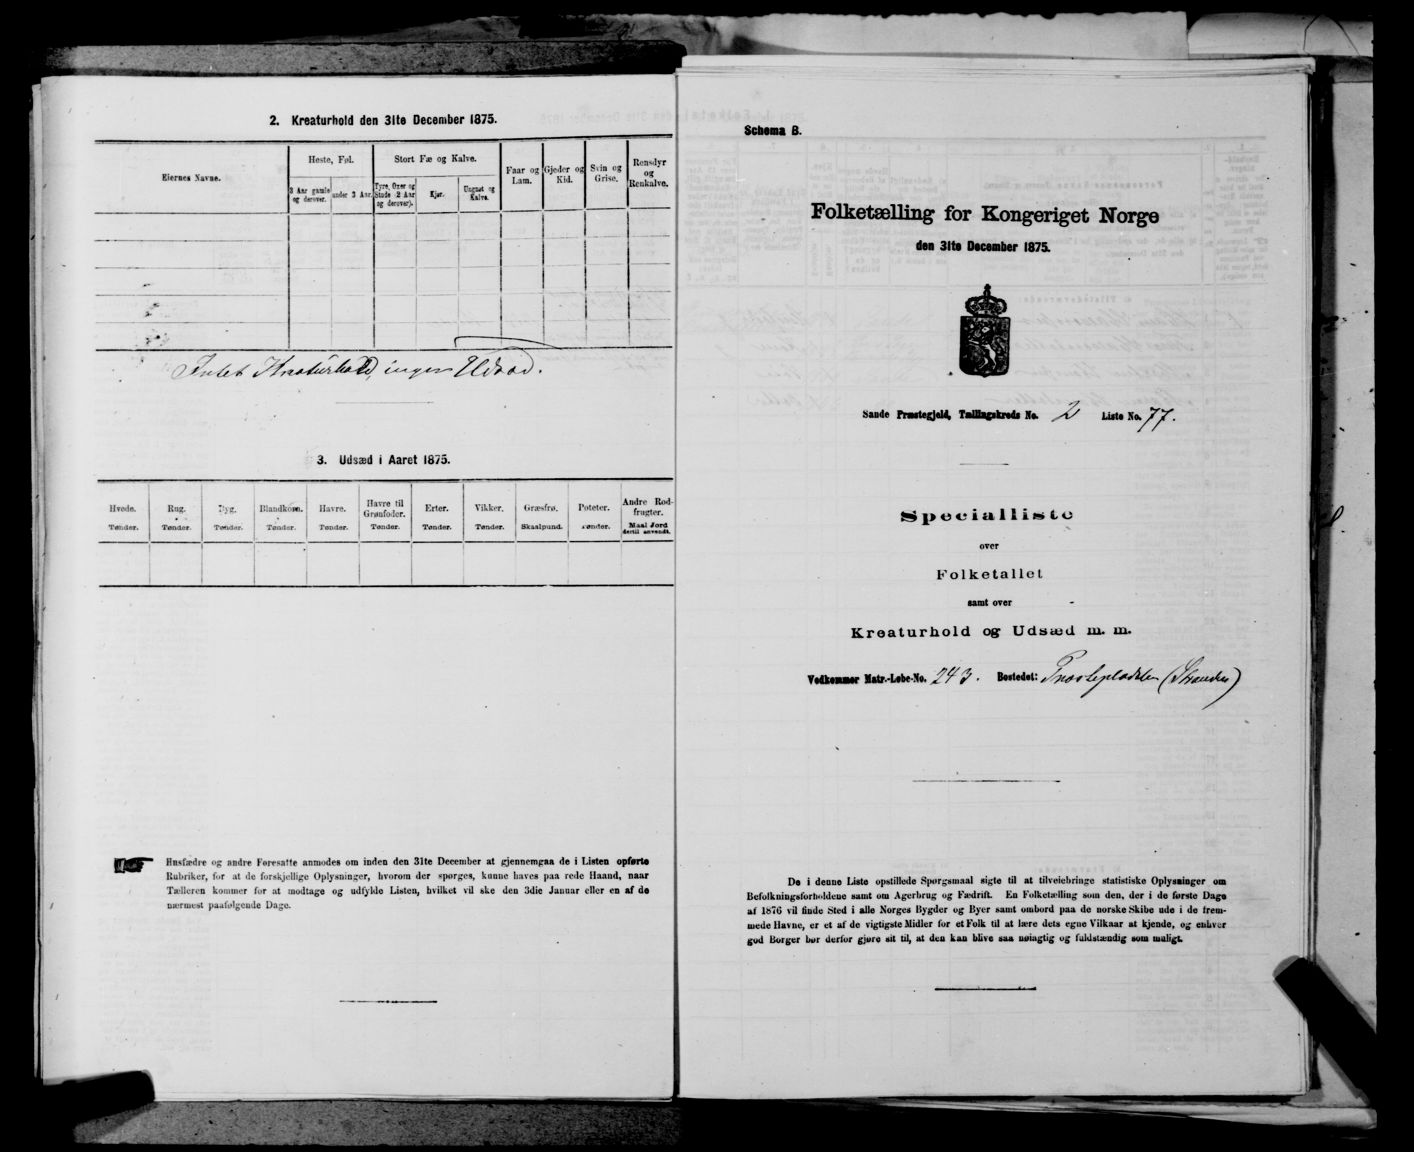 2. Kreaturhold den 31te December 1875.
Eiernes Navne.
Heste, Føl.
Stort Fæ og Kalve.
Faar og Lam.
Gjeder og Kid.
Svin og Grise.
Rensdyr og Renkalve.
3 Aar gamle og derover.
under 3 Aar.
Tyre, Oxer og Stude (2 Aar og derover).
Kjør.
Ungnøt og Kalve.
Intet Kreaturhold, ingen Udsæd.
3. Udsæd i Aaret 1875.
Hvede. Rug. Byg. Blandkorn. Havre. Havre til Grønfoder. Erter. Vikker. Græsfrø. Poteter. Andre Rodfrugter.
Tønder. Tønder. Tønder. Tønder. Tønder. Tønder. Tønder. Tønder. Skaalpund. Tønder. Maal Jord dertil anvendt.
Husfædre og andre Foresatte anmodes om inden den 31te December at gjennemgaa de i Listen opførte
Rubriker, for at de forskjellige Oplysninger, hvorom der spørges, kunne haves paa rede Haand, naar
Tælleren kommer for at modtage og udfylde Listen, hvilket vil ske den 3die Januar eller en af de
nærmest paafølgende Dage.
Schema B.
Folketælling for Kongeriget Norge
den 31te December 1875.
Sande Præstegjeld, Tællingskreds No. 2 Liste No. 77.
Specialliste
over
Folketallet
samt over
Kreaturhold og Udsæd m. m.
Vedkommer Matr.-Løbe-No. 243. Bostedet: Præstepladsen (Stranden)
De i denne Liste opstillede Spørgsmaal sigte til at tilveiebringe statistiske Oplysninger om
Befolkningsforholdene samt om Agerbrug og Fædrift. En Folketælling som den, der i de første Dage
af 1876 vil finde Sted i alle Norges Bygder og Byer samt ombord paa de norske Skibe ude i de frem-
mede Havne, er et af de vigtigste Midler for et Folk til at lære dets egne Vilkaar at kjende, og enhver
god Borger bør derfor gjøre sit til, at den kan blive saa nøiagtig og fuldstændig som muligt.